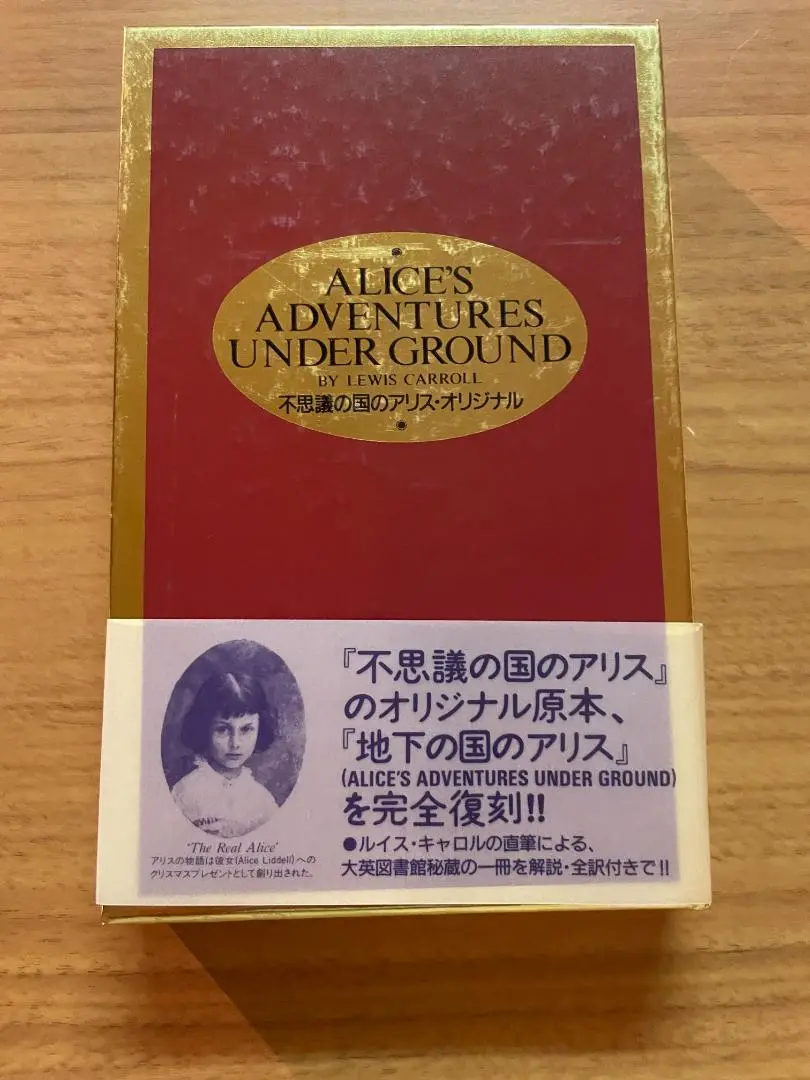 ALICE'S
ADVENTURES
UNDER GROUND
BY LEWIS CARROLL
不思議の国のアリス・オリジナル
『不思議の国のアリス』
のオリジナル原本、
『地下の国のアリス』
(ALICE'S ADVENTURES UNDER GROUND)
を完全復刻!!
●ルイス・キャロルの直筆による、
大英図書館秘蔵の一冊を解説・全訳付きで!!
'The Real Alice'
アリスの物語は彼女(Alice Liddell)への
クリスマスプレゼントとして創り出された。